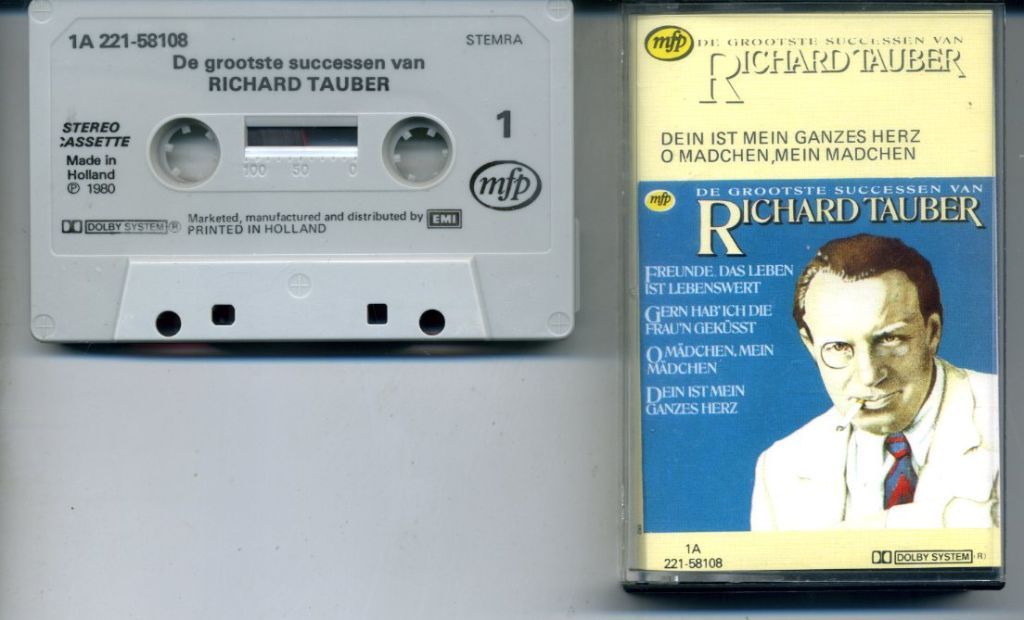 1A 221-58108
STEMRA
De grootste successen van
RICHARD TAUBER
STEREO
CASSETTE
Made in
Holland
℗ 1980
1
100 50 0
mfp
DOLBY SYSTEM ®
Marketed, manufactured and distributed by EMI
PRINTED IN HOLLAND
mfp
DE GROOTSTE SUCCESSEN VAN
RICHARD TAUBER
DEIN IST MEIN GANZES HERZ
O MADCHEN,MEIN MADCHEN
mfp
DE GROOTSTE SUCCESSEN VAN
RICHARD TAUBER
FREUNDE, DAS LEBEN
IST LEBENSWERT
GERN HAB' ICH DIE
FRAU'N GEKÜSST
O MÄDCHEN, MEIN
MÄDCHEN
DEIN IST MEIN
GANZES HERZ
1A
221-58108
DOLBY SYSTEM (R)